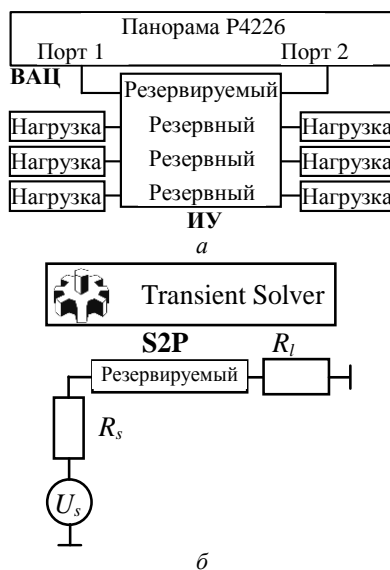 Панорама Р4226
Порт 1 Порт 2
ВАЦ
Резервируемый
Нагрузка Резервный Нагрузка
Нагрузка Резервный Нагрузка
Нагрузка Резервный Нагрузка
ИУ
а
Transient Solver
S2P
Резервируемый
Rₗ
Rₛ
Uₛ
б